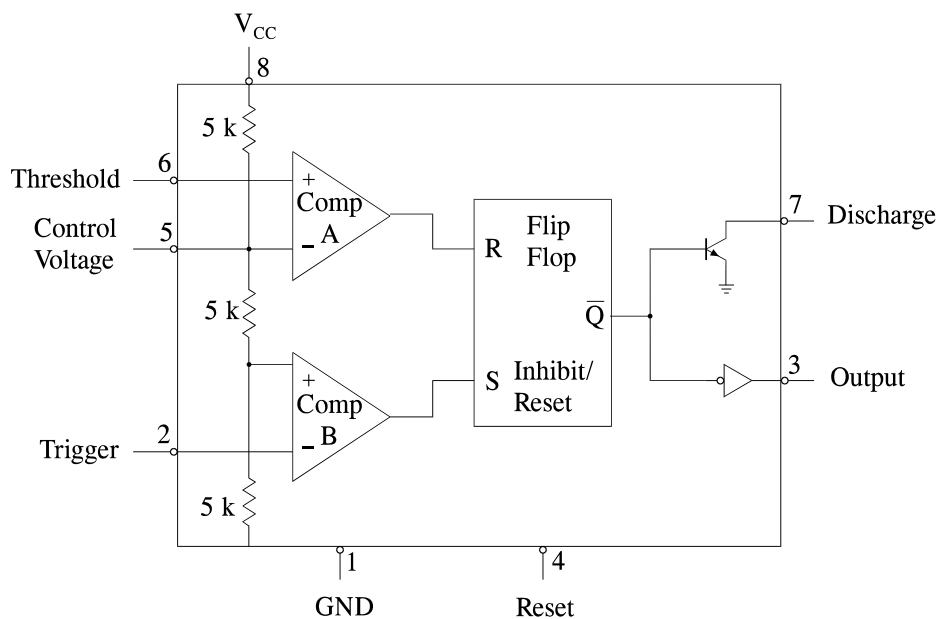 V_CC
8
5 k
6
Threshold
+
Comp
A
−
Control
Voltage
5
R
Flip
Flop
7
Discharge
5 k
Q̅
+
Comp
B
−
S
Inhibit/
Reset
3
Output
2
Trigger
5 k
1
GND
4
Reset